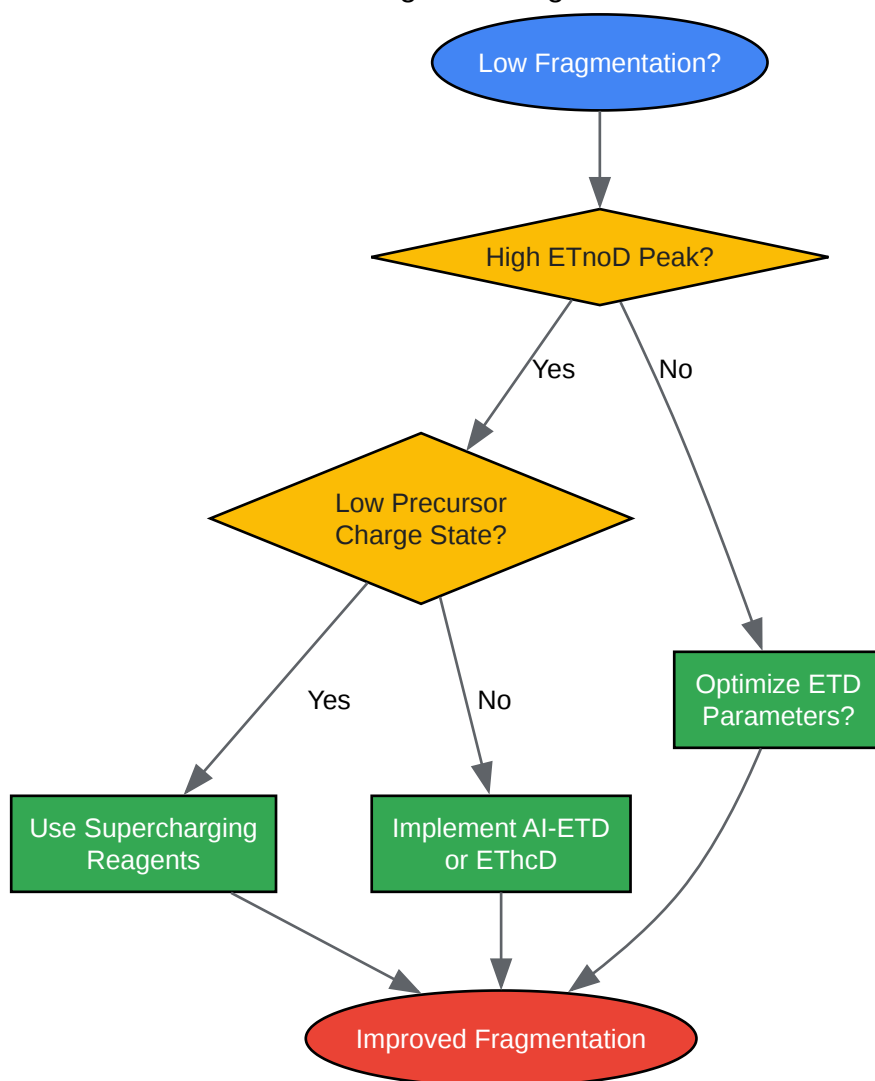 Low Fragmentation?
High ETnoD Peak?
Yes
No
Low Precursor
Charge State?
Yes
No
Optimize ETD
Parameters?
Use Supercharging
Reagents
Implement AI-ETD
or EThcD
Improved Fragmentation